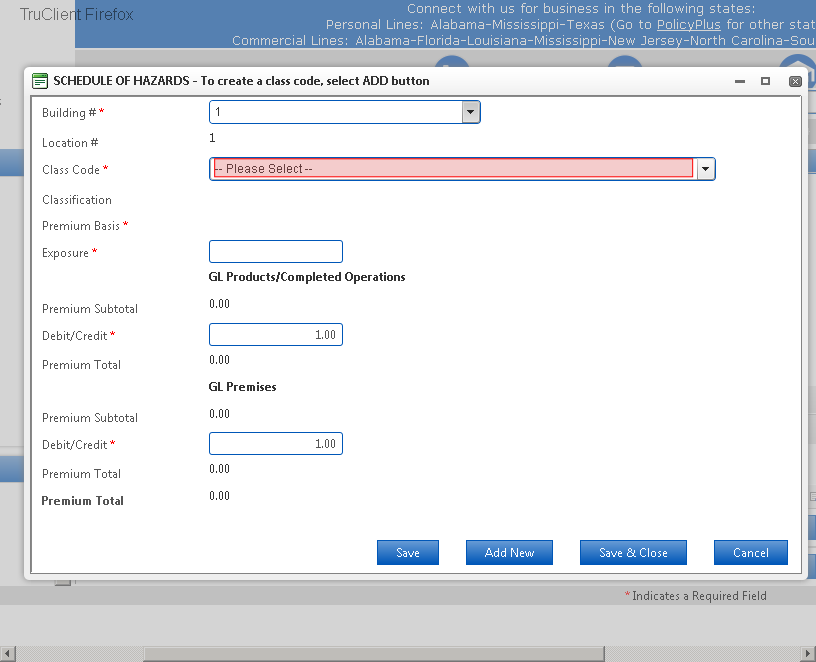 TruClient Firefox
Connect with us for business in the following states:
Personal Lines: Alabama-Mississippi-Texas (Go to PolicyPlus for other stat
Commercial Lines: Alabama-Florida-Louisiana-Mississippi-New Jersey-North Carolina-Sou
SCHEDULE OF HAZARDS - To create a class code, select ADD button
Building # * 1
Location # 1
Class Code * -- Please Select --
Classification
Premium Basis *
Exposure *
GL Products/Completed Operations
Premium Subtotal 0.00
Debit/Credit * 1.00
Premium Total 0.00
GL Premises
Premium Subtotal 0.00
Debit/Credit * 1.00
Premium Total 0.00
Premium Total 0.00
Save Add New Save & Close Cancel
* Indicates a Required Field